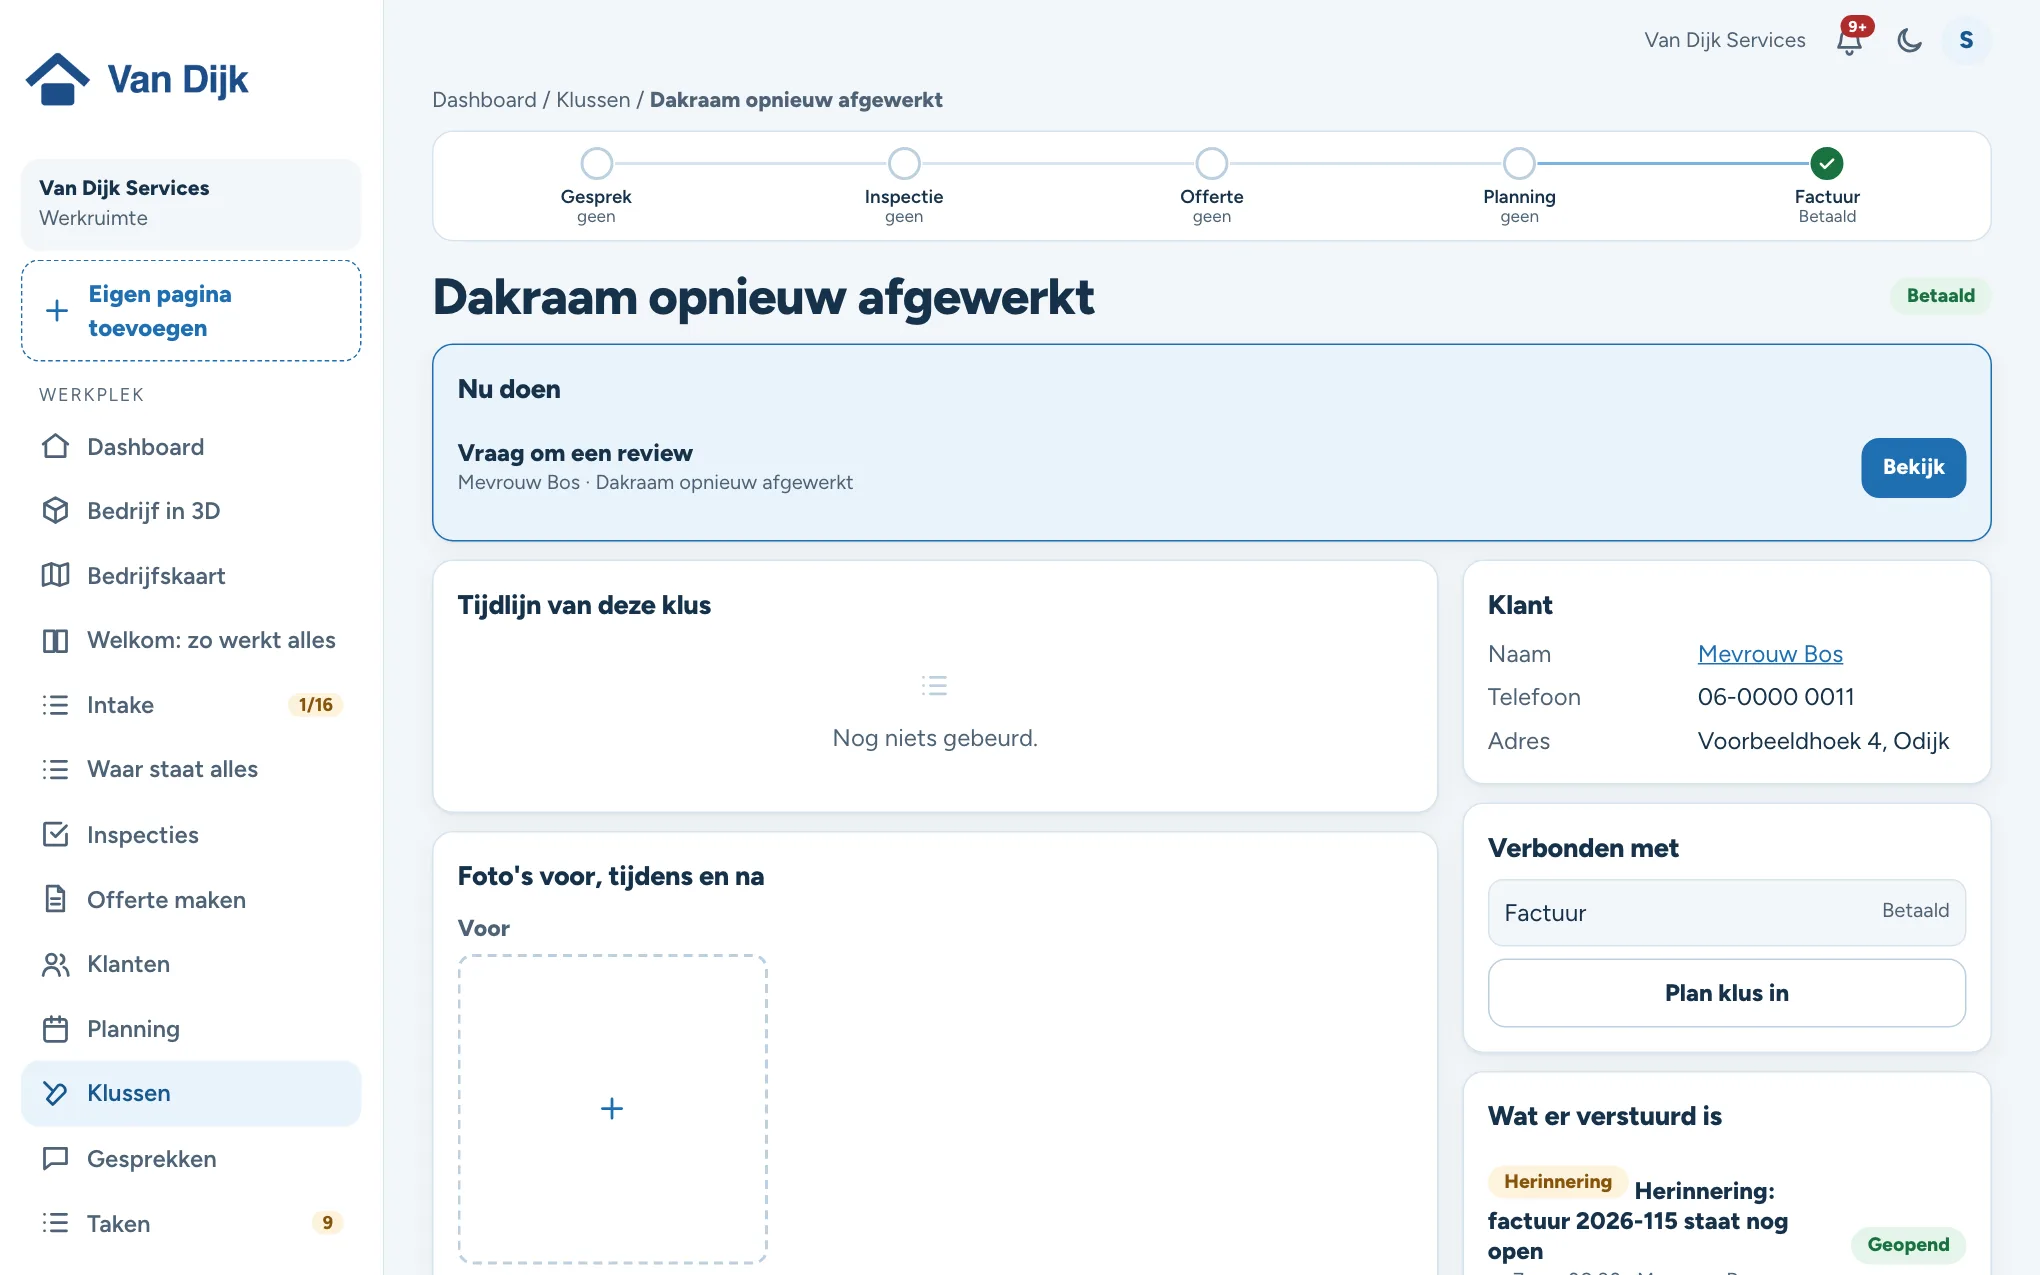 Van Dijk
Van Dijk Services
Werkruimte
Eigen pagina
toevoegen
WERKPLEK
Dashboard
Bedrijf in 3D
Bedrijfskaart
Welkom: zo werkt alles
Intake 1/16
Waar staat alles
Inspecties
Offerte maken
Klanten
Planning
Klussen
Gesprekken
Taken 9
Van Dijk Services 9+ S
Dashboard / Klussen / Dakraam opnieuw afgewerkt
Gesprek
geen
Inspectie
geen
Offerte
geen
Planning
geen
Factuur
Betaald
Dakraam opnieuw afgewerkt
Betaald
Nu doen
Vraag om een review
Mevrouw Bos · Dakraam opnieuw afgewerkt
Bekijk
Tijdlijn van deze klus
Nog niets gebeurd.
Foto's voor, tijdens en na
Voor
Klant
Naam Mevrouw Bos
Telefoon 06-0000 0011
Adres Voorbeeldhoek 4, Odijk
Verbonden met
Factuur Betaald
Plan klus in
Wat er verstuurd is
Herinnering Herinnering:
factuur 2026-115 staat nog
open
Geopend